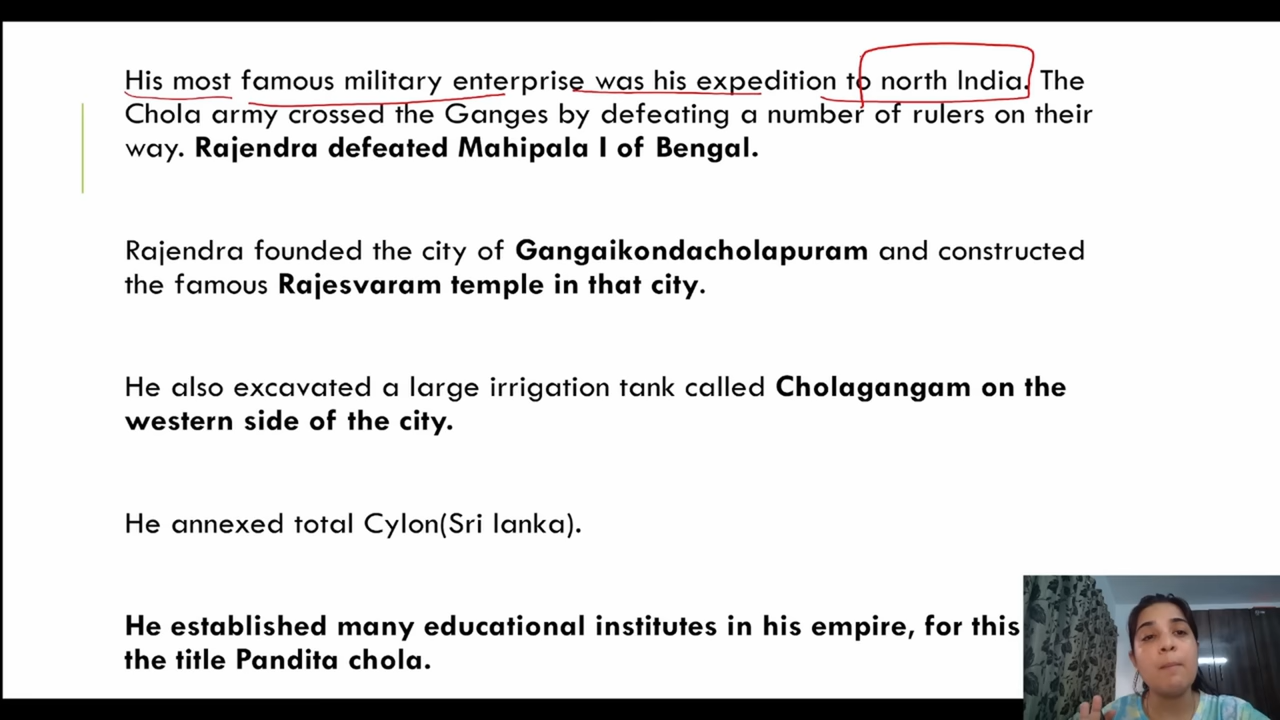 His most famous military enterprise was his expedition to north India. The
Chola army crossed the Ganges by defeating a number of rulers on their
way. Rajendra defeated Mahipala I of Bengal.
Rajendra founded the city of Gangaikondacholapuram and constructed
the famous Rajesvaram temple in that city.
He also excavated a large irrigation tank called Cholagangam on the
western side of the city.
He annexed total Cylon(Sri lanka).
He established many educational institutes in his empire, for this
the title Pandita chola.